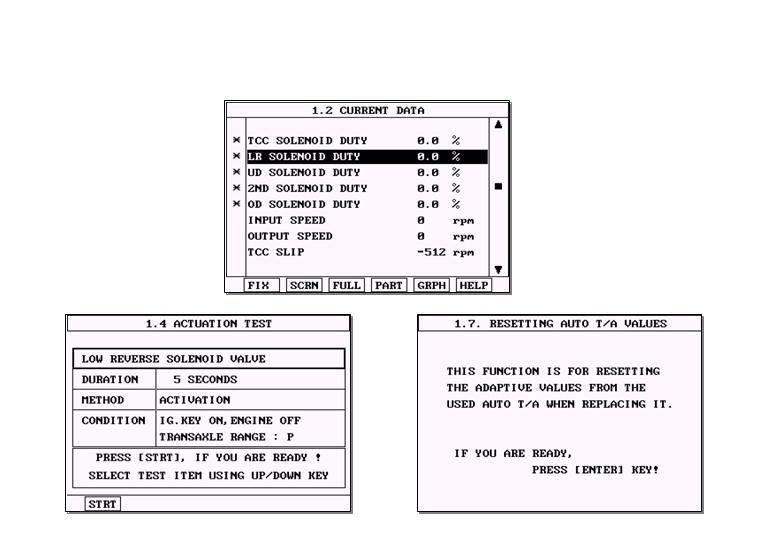 1.2 CURRENT DATA
* TCC SOLENOID DUTY 0.0 %
* LR SOLENOID DUTY 0.0 %
* UD SOLENOID DUTY 0.0 %
* 2ND SOLENOID DUTY 0.0 %
* OD SOLENOID DUTY 0.0 %
INPUT SPEED 0 rpm
OUTPUT SPEED 0 rpm
TCC SLIP -512 rpm
FIX SCRN FULL PART GRPH HELP
1.4 ACTUATION TEST
LOW REVERSE SOLENOID VALVE
DURATION 5 SECONDS
METHOD ACTIVATION
CONDITION IG.KEY ON,ENGINE OFF
TRANSAXLE RANGE : P
PRESS [STRT], IF YOU ARE READY !
SELECT TEST ITEM USING UP/DOWN KEY
STRT
1.7. RESETTING AUTO T/A VALUES
THIS FUNCTION IS FOR RESETTING
THE ADAPTIVE VALUES FROM THE
USED AUTO T/A WHEN REPLACING IT.
IF YOU ARE READY,
PRESS [ENTER] KEY!